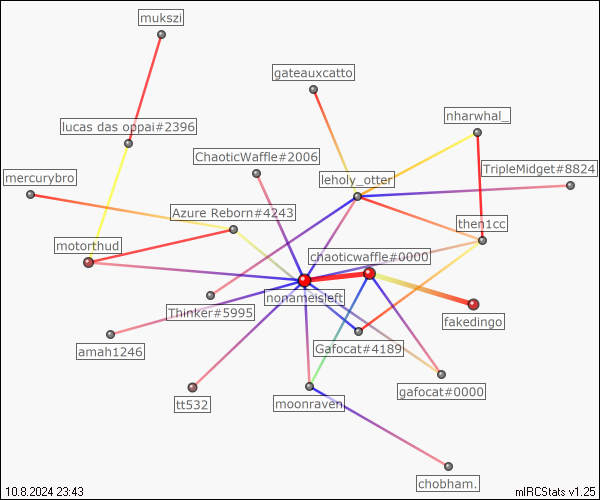 mukszi
gateauxcatto
nharwhal_
lucas das oppai#2396
ChaoticWaffle#2006
TripleMidget#8824
mercurybro
leholy_otter
Azure Reborn#4243
then1cc
motorthud
chaoticwaffle#0000
nonameisleft
Thinker#5995
fakedingo
amah1246
Gafocat#4189
gafocat#0000
tt532
moonraven
chobham.
10.8.2024 23:43
mIRCStats v1.25